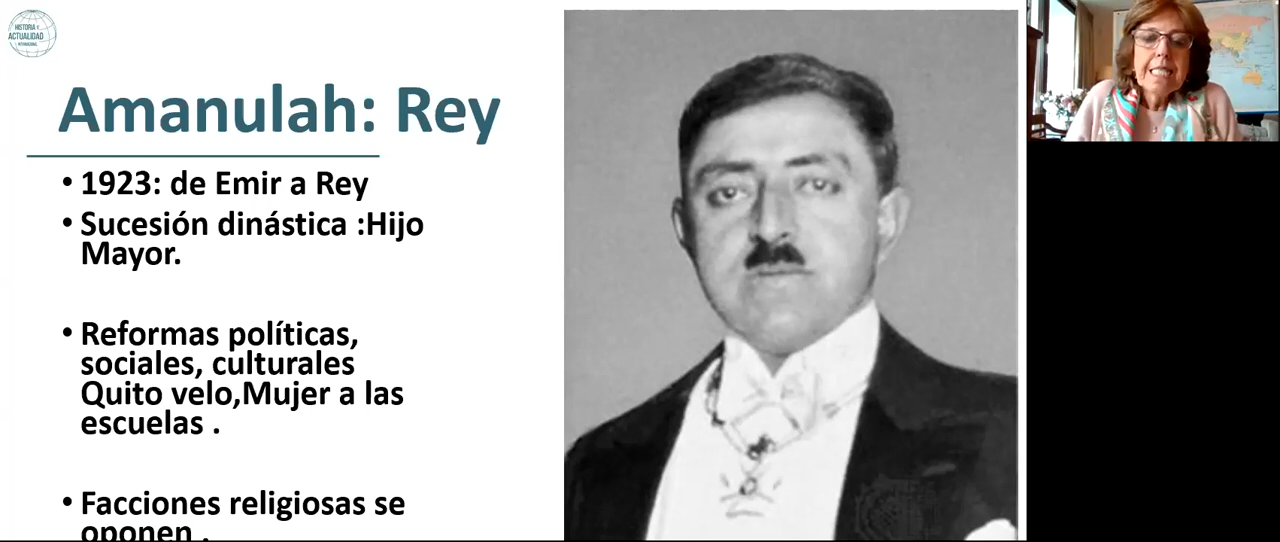 HISTORIA Y
ACTUALIDAD
INTERNACIONAL
Amanulah: Rey
• 1923: de Emir a Rey
• Sucesión dinástica :Hijo
Mayor.
• Reformas políticas,
sociales, culturales
Quito velo,Mujer a las
escuelas .
• Facciones religiosas se
oponen .